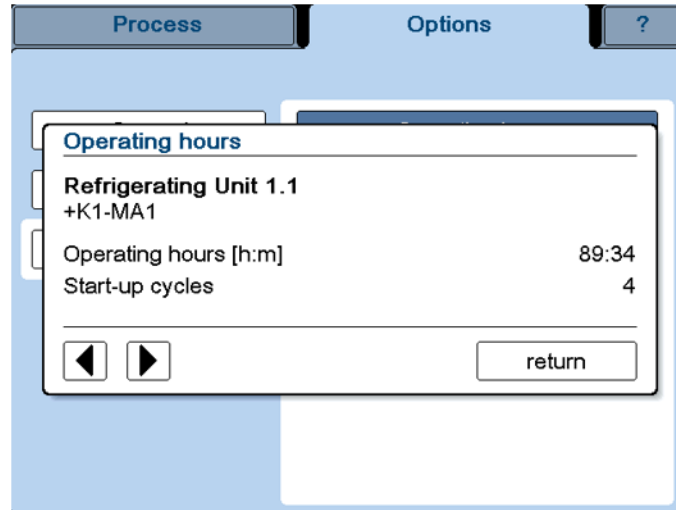 Process
Options
?
Operating hours
Refrigerating Unit 1.1
+K1-MA1
Operating hours [h:m] 89:34
Start-up cycles 4
return